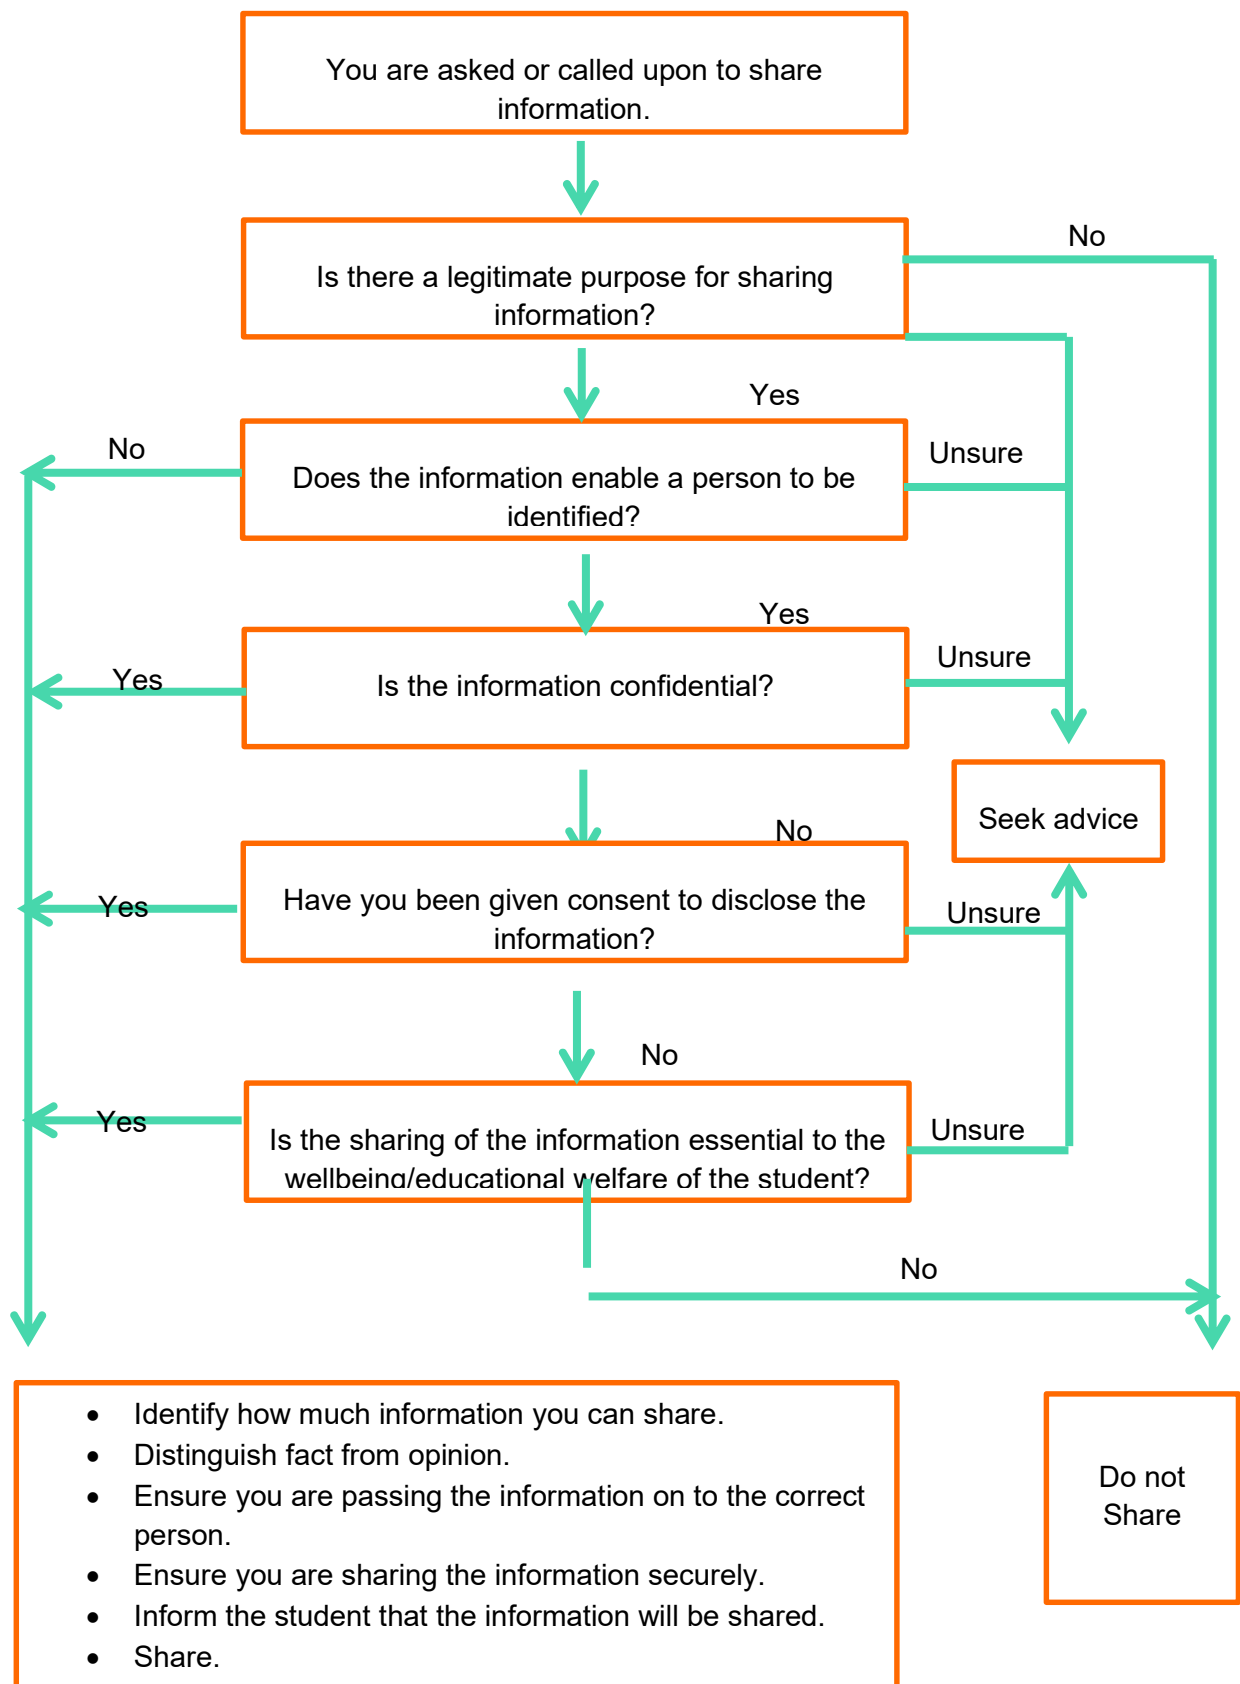 You are asked or called upon to share
information.
No
Is there a legitimate purpose for sharing
information?
Yes
No
Unsure
Does the information enable a person to be
identified?
Yes
Unsure
Yes
Is the information confidential?
Seek advice
No
Yes
Have you been given consent to disclose the
information?
Unsure
No
Yes
Unsure
Is the sharing of the information essential to the
wellbeing/educational welfare of the student?
No
• Identify how much information you can share.
• Distinguish fact from opinion.
• Ensure you are passing the information on to the correct
person.
• Ensure you are sharing the information securely.
• Inform the student that the information will be shared.
• Share.
Do not
Share